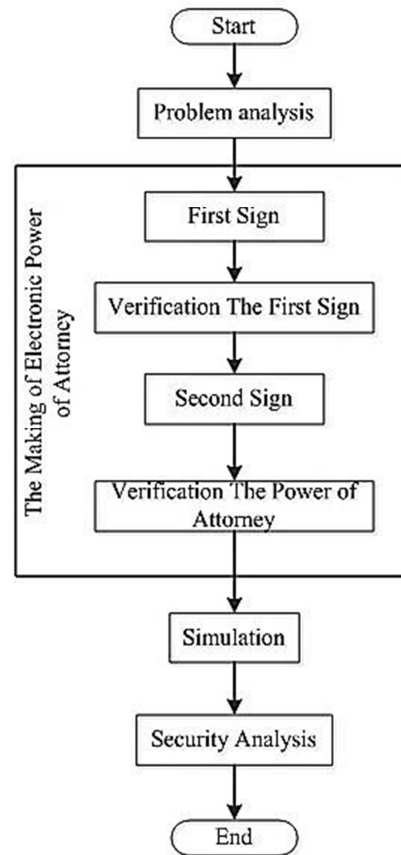 Start
Problem analysis
The Making of Electronic Power
of Attorney
First Sign
Verification The First Sign
Second Sign
Verification The Power of
Attorney
Simulation
Security Analysis
End